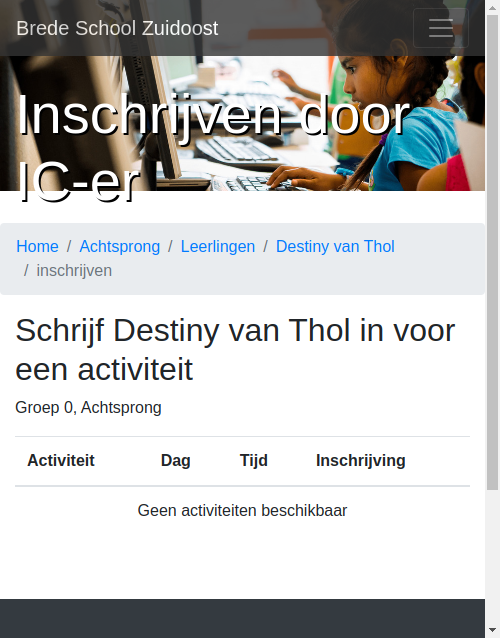 Brede School Zuidoost
Inschrijven door
IC-er
Home / Achtsprong / Leerlingen / Destiny van Thol
/ inschrijven
Schrijf Destiny van Thol in voor
een activiteit
Groep 0, Achtsprong
Activiteit Dag Tijd Inschrijving
Geen activiteiten beschikbaar